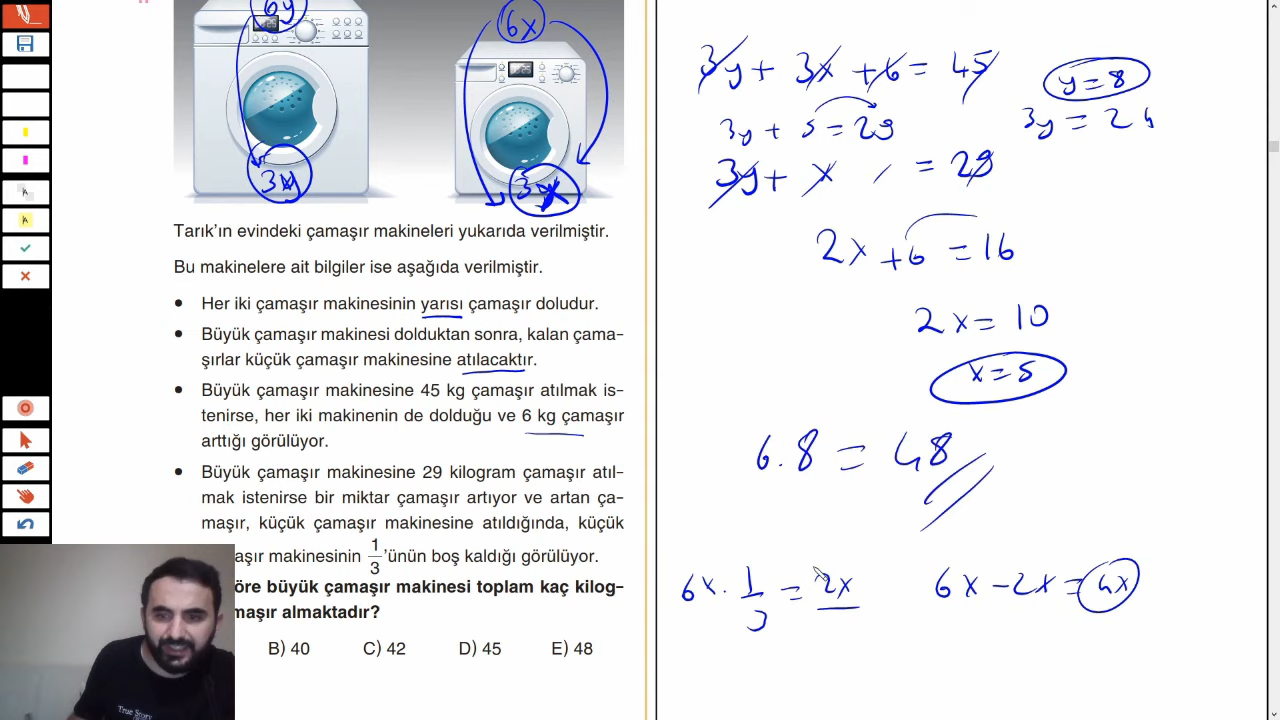 6y
6x
3y
3x
Tarık'ın evindeki çamaşır makineleri yukarıda verilmiştir.
Bu makinelere ait bilgiler ise aşağıda verilmiştir.
• Her iki çamaşır makinesinin yarısı çamaşır doludur.
• Büyük çamaşır makinesi dolduktan sonra, kalan çama-
şırlar küçük çamaşır makinesine atılacaktır.
• Büyük çamaşır makinesine 45 kg çamaşır atılmak is-
tenirse, her iki makinenin de dolduğu ve 6 kg çamaşır
arttığı görülüyor.
• Büyük çamaşır makinesine 29 kilogram çamaşır atıl-
mak istenirse bir miktar çamaşır artıyor ve artan ça-
maşır, küçük çamaşır makinesine atıldığında, küçük
aşır makinesinin 1/3'ünün boş kaldığı görülüyor.
öre büyük çamaşır makinesi toplam kaç kilog-
maşır almaktadır?
B) 40 C) 42 D) 45 E) 48
True Story
3y + 3x + 6 = 45
y = 8
3y + 5 = 29
3y = 24
3y + x = 29
2x + 6 = 16
2x = 10
x = 5
6.8 = 48
6x . 1/3 = 2x
6x - 2x = 4x